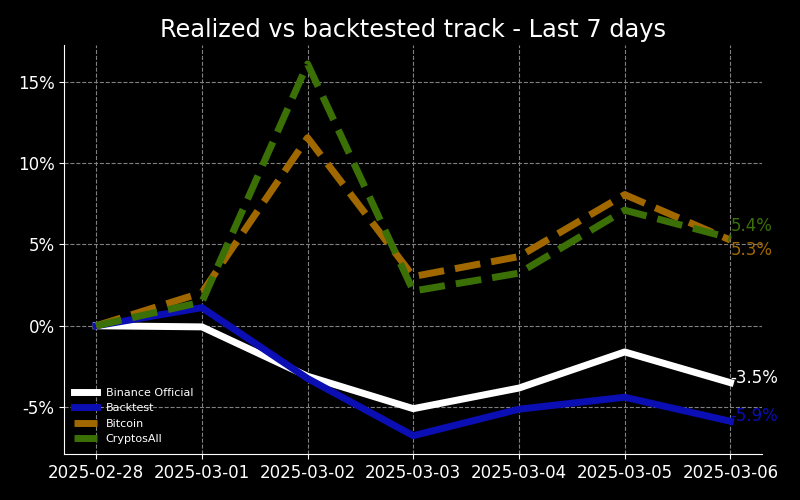 Realized vs backtested track - Last 7 days
15%
10%
5%
0%
-5%
5.4%
5.3%
-3.5%
-5.9%
Binance Official
Backtest
Bitcoin
CryptosAll
2025-02-28 2025-03-01 2025-03-02 2025-03-03 2025-03-04 2025-03-05 2025-03-06